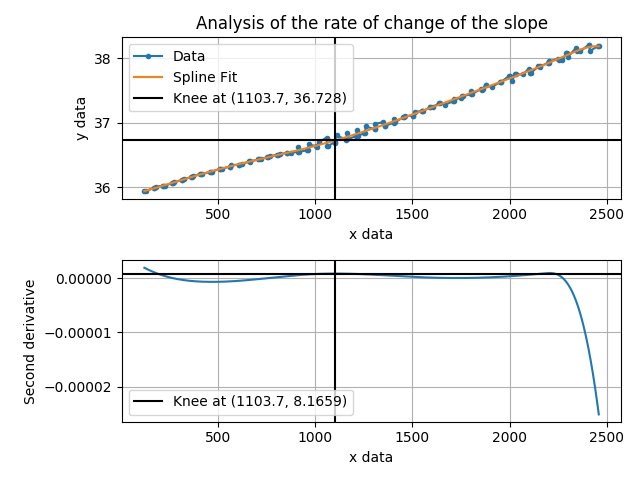 Analysis of the rate of change of the slope
y data
38
37
36
Data
Spline Fit
Knee at (1103.7, 36.728)
500
1000
1500
2000
2500
x data
Second derivative
0.00000
−0.00001
−0.00002
Knee at (1103.7, 8.1659)
500
1000
1500
2000
2500
x data